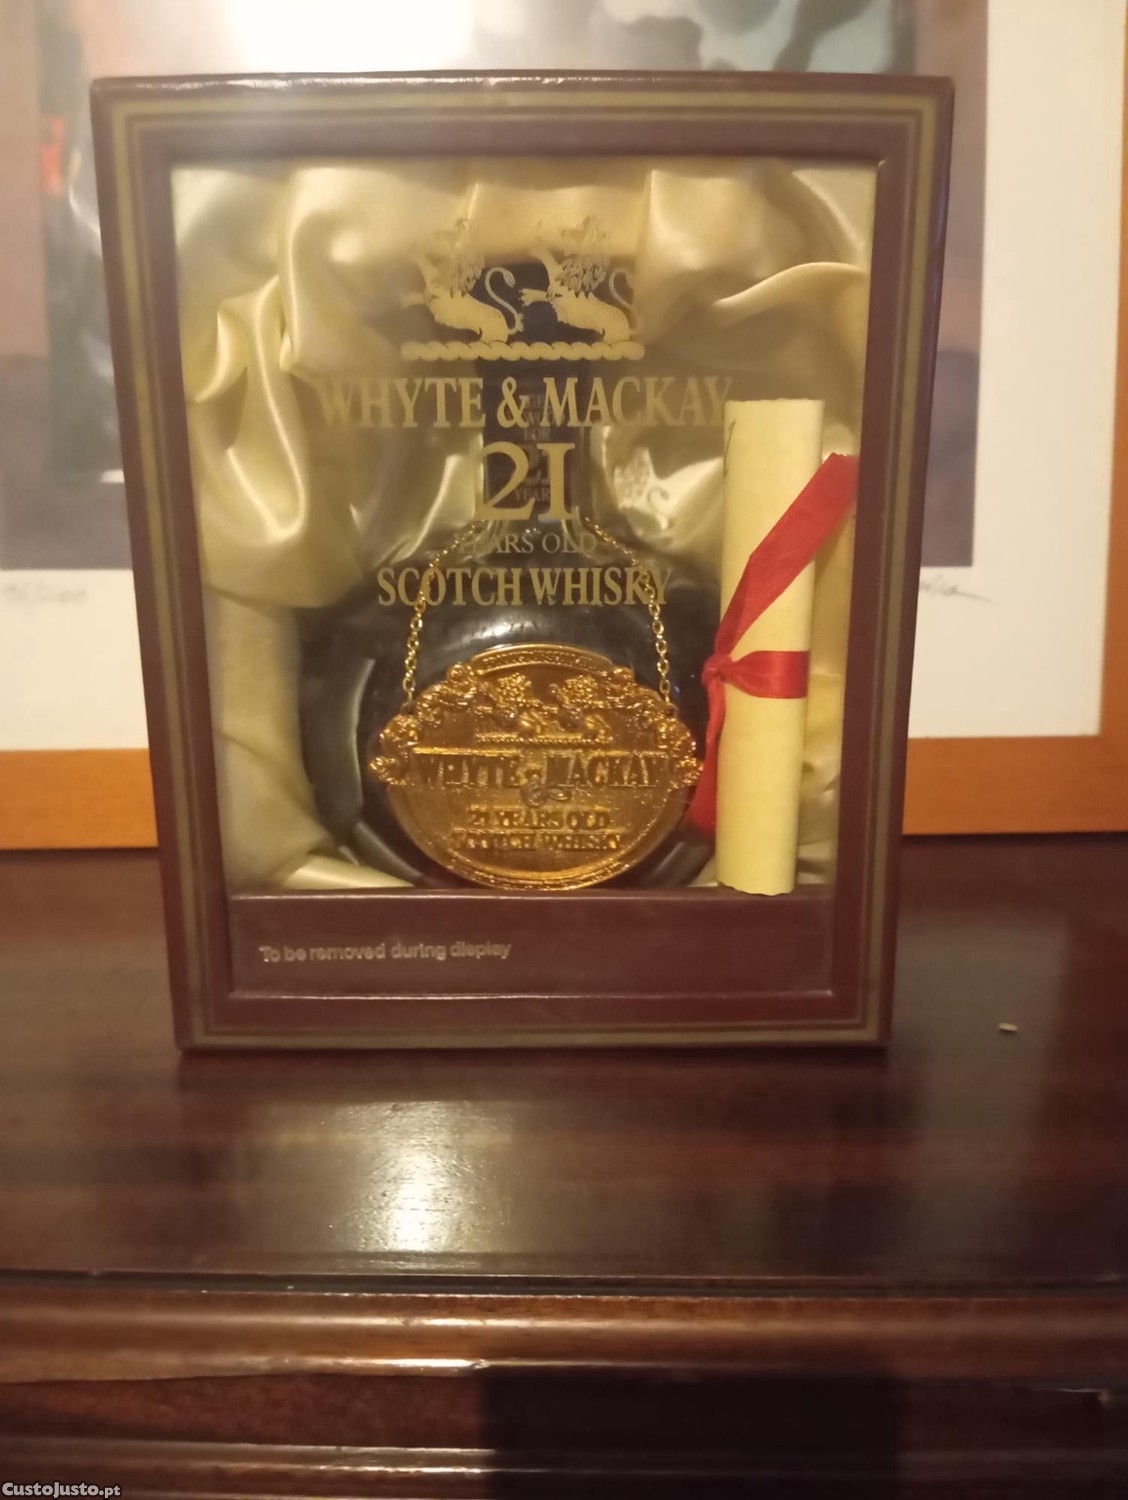 WHYTE & MACKAY
21
YEARS OLD
SCOTCH WHISKY
WHYTE & MACKAY
21 YEARS OLD
SCOTCH WHISKY
To be removed during display
CustoJusto.pt